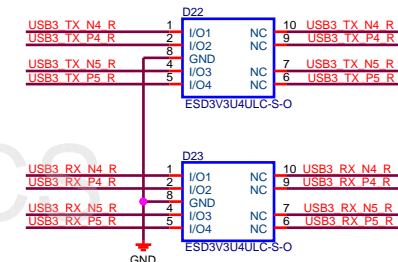 D22
USB3_TX_N4_R 1 I/O1 NC 10 USB3_TX_N4_R
USB3_TX_P4_R 2 I/O2 NC 9 USB3_TX_P4_R
8 GND
USB3_TX_N5_R 4 I/O3 NC 7 USB3_TX_N5_R
USB3_TX_P5_R 5 I/O4 NC 6 USB3_TX_P5_R
ESD3V3U4ULC-S-O
D23
USB3_RX_N4_R 1 I/O1 NC 10 USB3_RX_N4_R
USB3_RX_P4_R 2 I/O2 NC 9 USB3_RX_P4_R
8 GND
USB3_RX_N5_R 4 I/O3 NC 7 USB3_RX_N5_R
USB3_RX_P5_R 5 I/O4 NC 6 USB3_RX_P5_R
ESD3V3U4ULC-S-O
GND